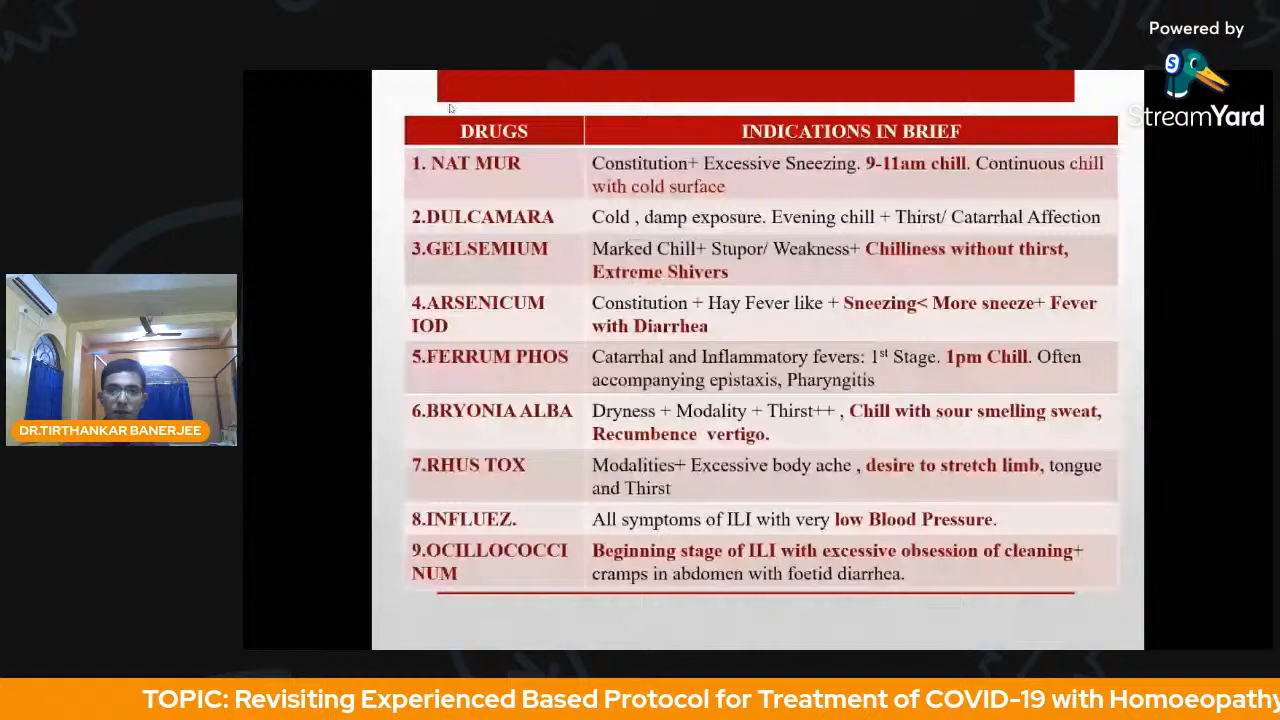 Powered by
StreamYard
DRUGS INDICATIONS IN BRIEF
1. NAT MUR Constitution+ Excessive Sneezing. 9-11am chill. Continuous chill
with cold surface
2.DULCAMARA Cold , damp exposure. Evening chill + Thirst/ Catarrhal Affection
3.GELSEMIUM Marked Chill+ Stupor/ Weakness+ Chilliness without thirst,
Extreme Shivers
4.ARSENICUM Constitution + Hay Fever like + Sneezing< More sneeze+ Fever
IOD with Diarrhea
5.FERRUM PHOS Catarrhal and Inflammatory fevers: 1st Stage. 1pm Chill. Often
accompanying epistaxis, Pharyngitis
6.BRYONIA ALBA Dryness + Modality + Thirst++ , Chill with sour smelling sweat,
Recumbence vertigo.
7.RHUS TOX Modalities+ Excessive body ache , desire to stretch limb, tongue
and Thirst
8.INFLUEZ. All symptoms of ILI with very low Blood Pressure.
9.OCILLOCOCCI Beginning stage of ILI with excessive obsession of cleaning+
NUM cramps in abdomen with foetid diarrhea.
DR.TIRTHANKAR BANERJEE
TOPIC: Revisiting Experienced Based Protocol for Treatment of COVID-19 with Homoeopathy